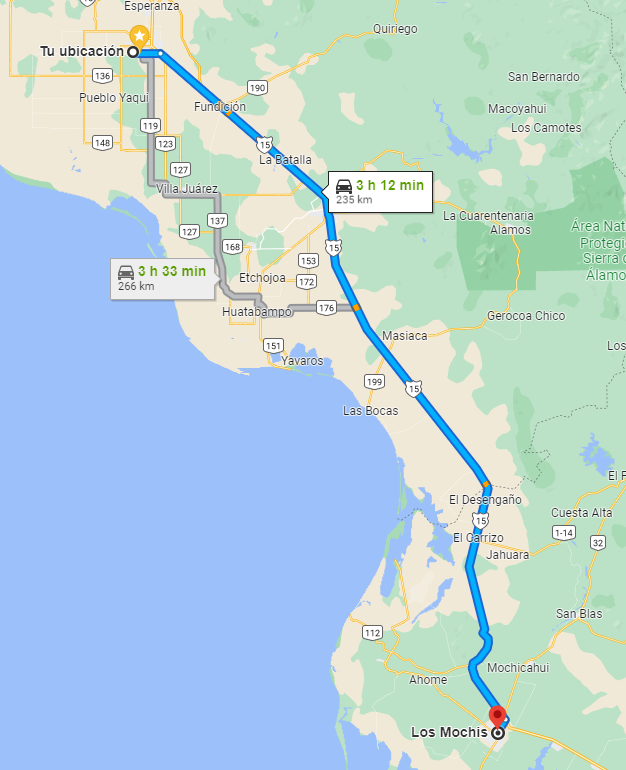 Esperanza
Quiriego
Tu ubicación
136
190
San Bernardo
Pueblo Yaqui
Fundición
Macoyahui
119
Los Camotes
148
123
15
La Batalla
127
3 h 12 min
Villa Juárez
235 km
137
La Cuarentenaria
127
Alamos
Área Nat
168
15
Protegi
Sierra d
153
3 h 33 min
Álamo
266 km
Etchojoa
172
Huatabampo
176
Gerocoa Chico
Masiaca
151
Los
Yavaros
199
15
Las Bocas
El F
El Desengaño
15
Cuesta Alta
El Carrizo
1-14
32
Jahuara
San Blas
112
Mochicahui
Ahome
Los Mochis